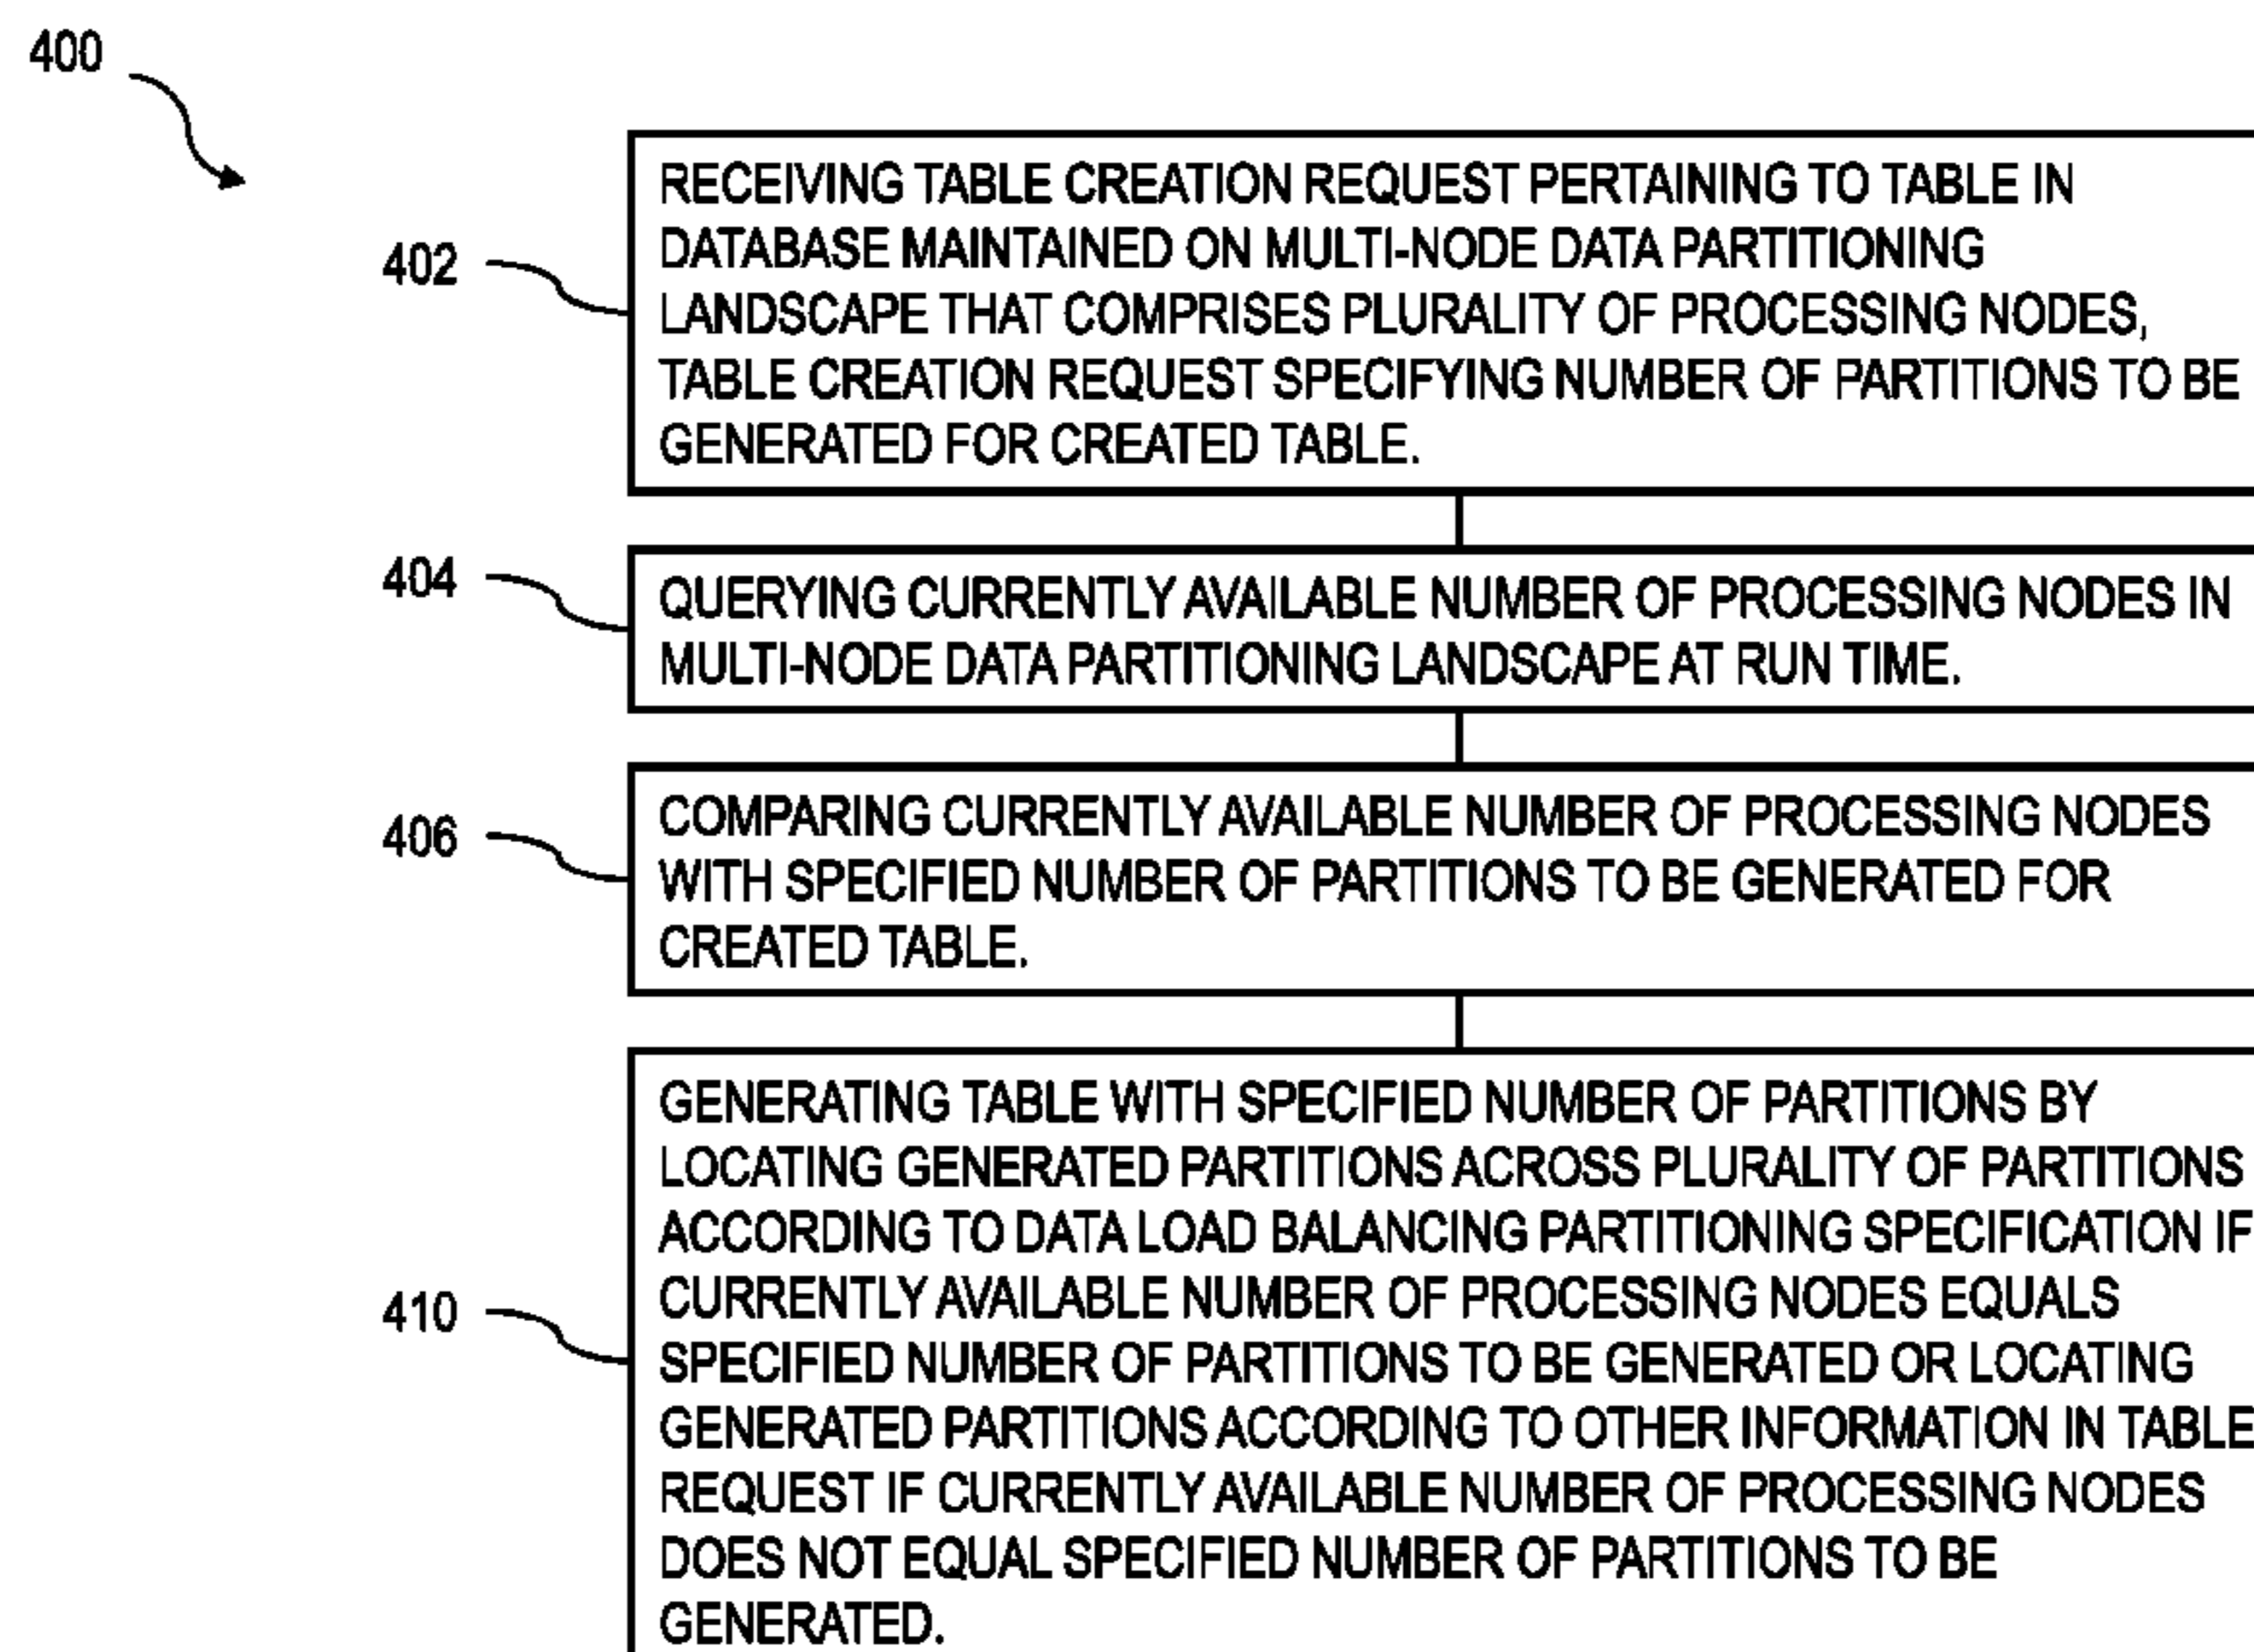 400
402
RECEIVING TABLE CREATION REQUEST PERTAINING TO TABLE IN
DATABASE MAINTAINED ON MULTI-NODE DATA PARTITIONING
LANDSCAPE THAT COMPRISES PLURALITY OF PROCESSING NODES,
TABLE CREATION REQUEST SPECIFYING NUMBER OF PARTITIONS TO BE
GENERATED FOR CREATED TABLE.
404
QUERYING CURRENTLY AVAILABLE NUMBER OF PROCESSING NODES IN
MULTI-NODE DATA PARTITIONING LANDSCAPE AT RUN TIME.
406
COMPARING CURRENTLY AVAILABLE NUMBER OF PROCESSING NODES
WITH SPECIFIED NUMBER OF PARTITIONS TO BE GENERATED FOR
CREATED TABLE.
410
GENERATING TABLE WITH SPECIFIED NUMBER OF PARTITIONS BY
LOCATING GENERATED PARTITIONS ACROSS PLURALITY OF PARTITIONS
ACCORDING TO DATA LOAD BALANCING PARTITIONING SPECIFICATION IF
CURRENTLY AVAILABLE NUMBER OF PROCESSING NODES EQUALS
SPECIFIED NUMBER OF PARTITIONS TO BE GENERATED OR LOCATING
GENERATED PARTITIONS ACCORDING TO OTHER INFORMATION IN TABLE
REQUEST IF CURRENTLY AVAILABLE NUMBER OF PROCESSING NODES
DOES NOT EQUAL SPECIFIED NUMBER OF PARTITIONS TO BE
GENERATED.